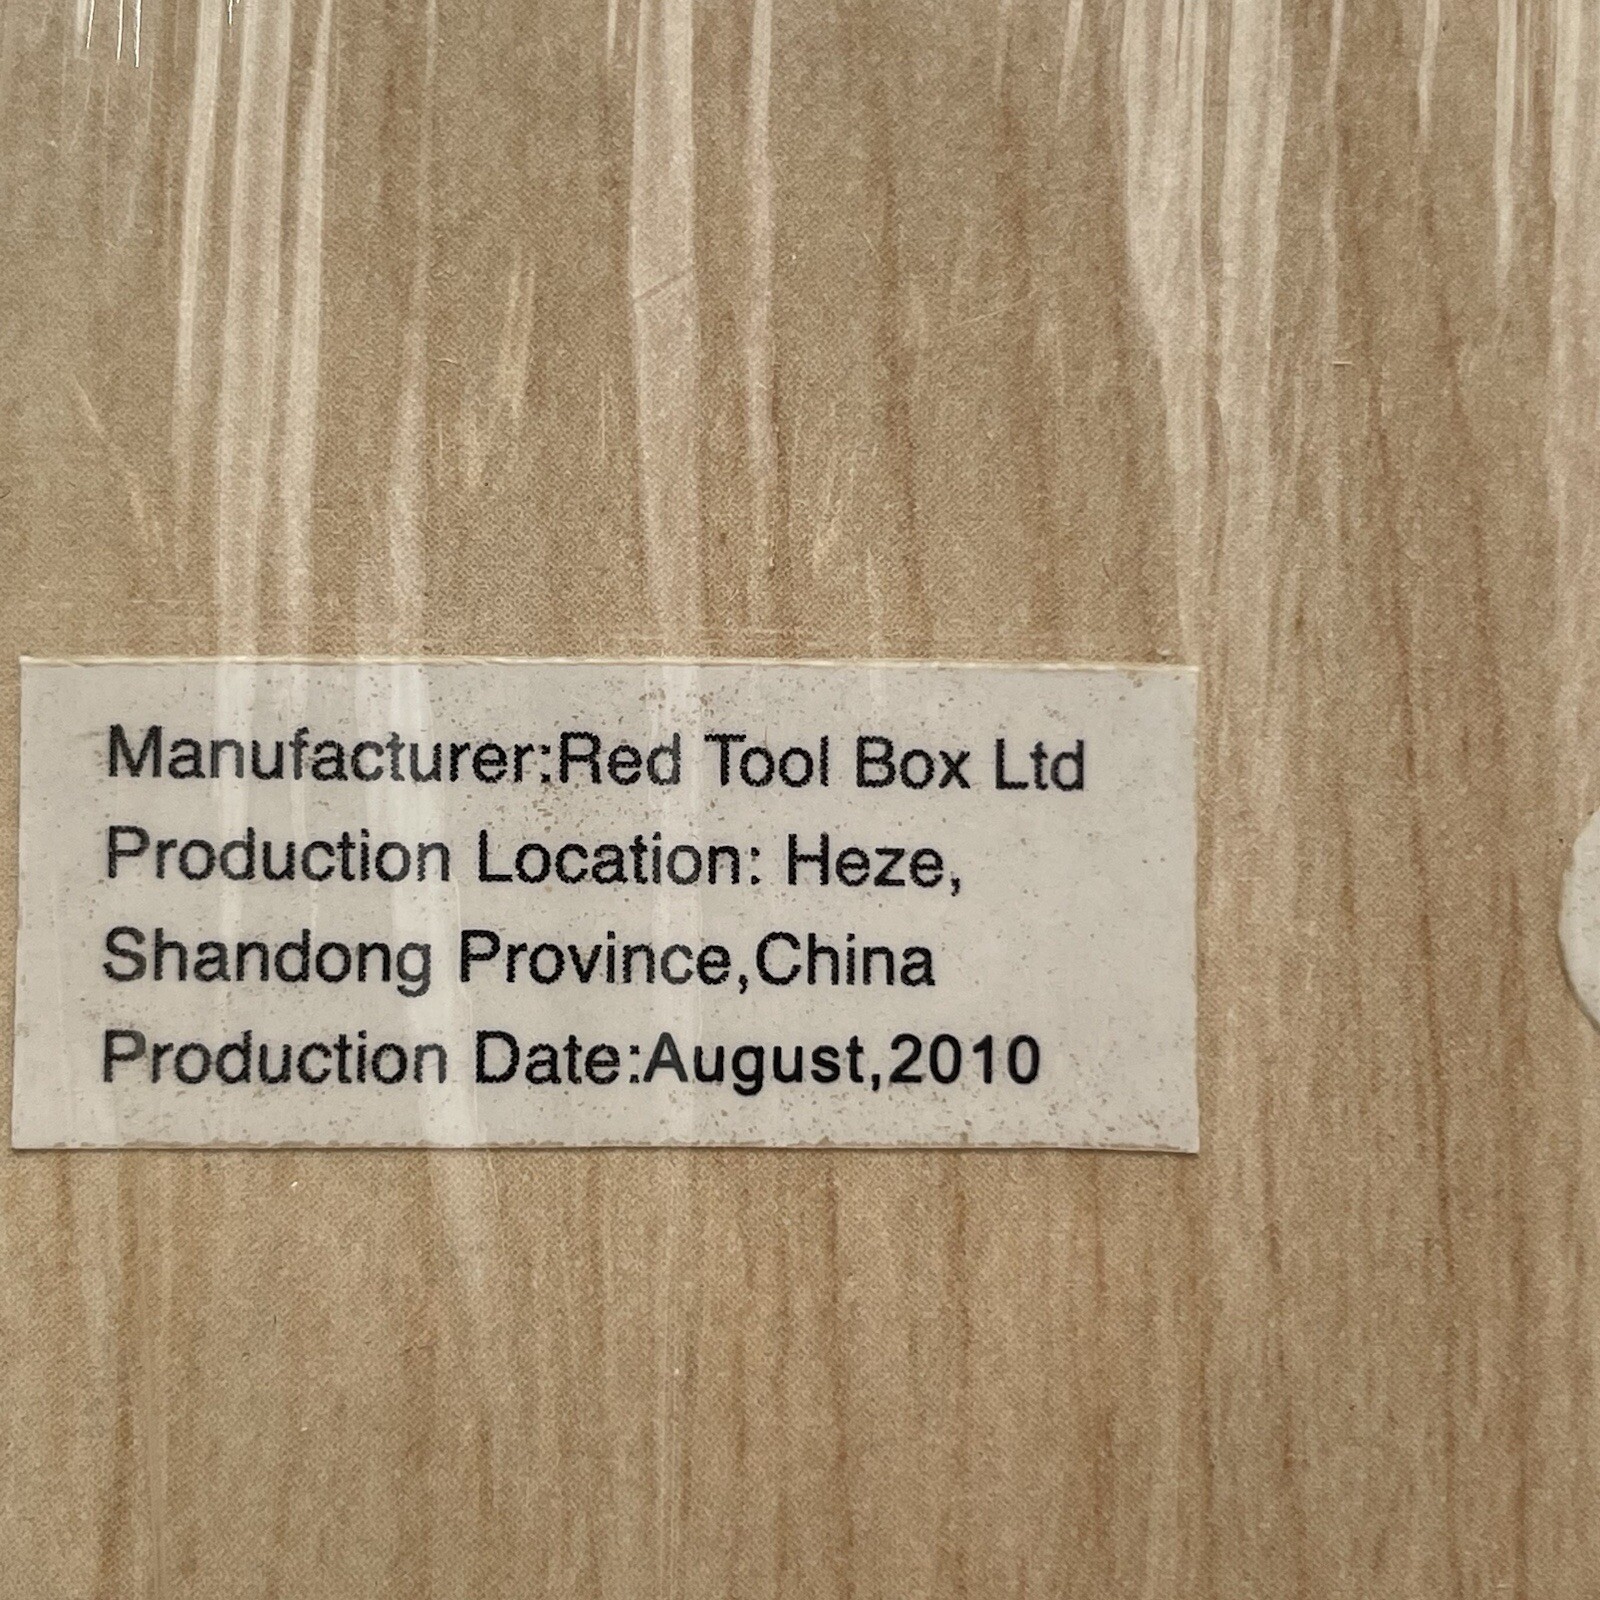 Manufacturer:Red Tool Box Ltd
Production Location: Heze,
Shandong Province,China
Production Date:August,2010